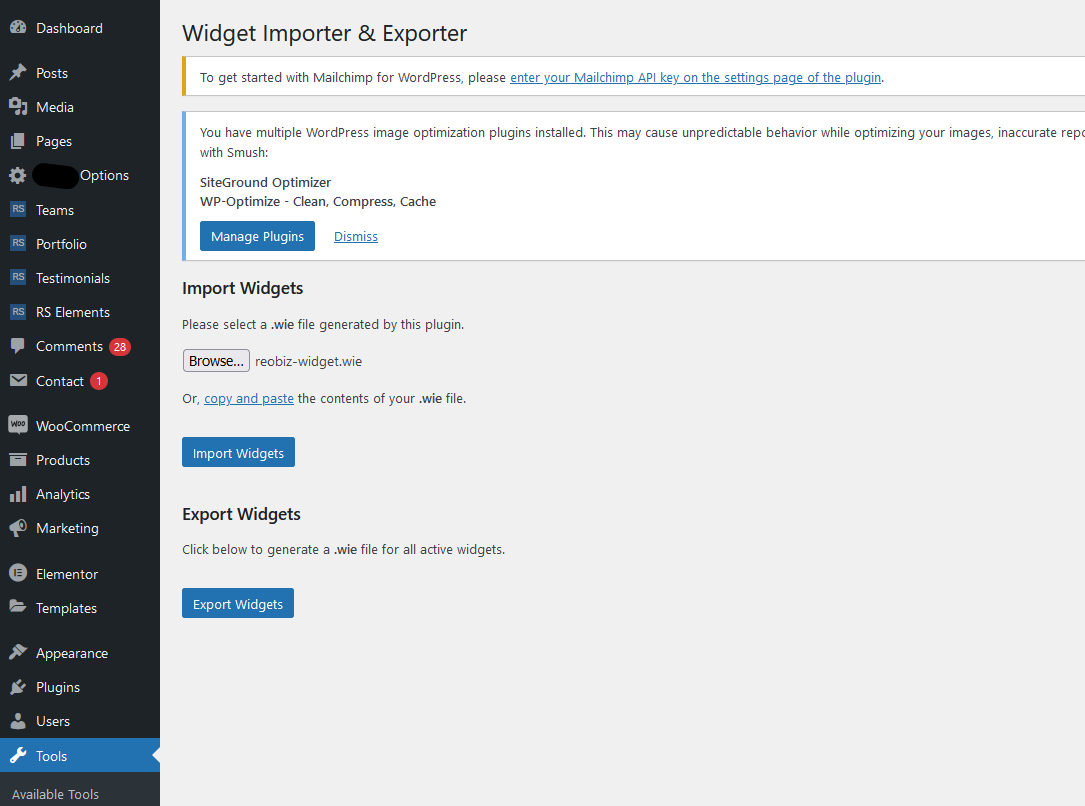 Dashboard
Posts
Media
Pages
Options
RS Teams
RS Portfolio
RS Testimonials
RS RS Elements
Comments 28
Contact 1
Woo WooCommerce
Products
Analytics
Marketing
Elementor
Templates
Appearance
Plugins
Users
Tools
Available Tools
Widget Importer & Exporter
To get started with Mailchimp for WordPress, please enter your Mailchimp API key on the settings page of the plugin.
You have multiple WordPress image optimization plugins installed. This may cause unpredictable behavior while optimizing your images, inaccurate
with Smush:
SiteGround Optimizer
WP-Optimize - Clean, Compress, Cache
Manage Plugins Dismiss
Import Widgets
Please select a .wie file generated by this plugin.
Browse... reobiz-widget.wie
Or, copy and paste the contents of your .wie file.
Import Widgets
Export Widgets
Click below to generate a .wie file for all active widgets.
Export Widgets